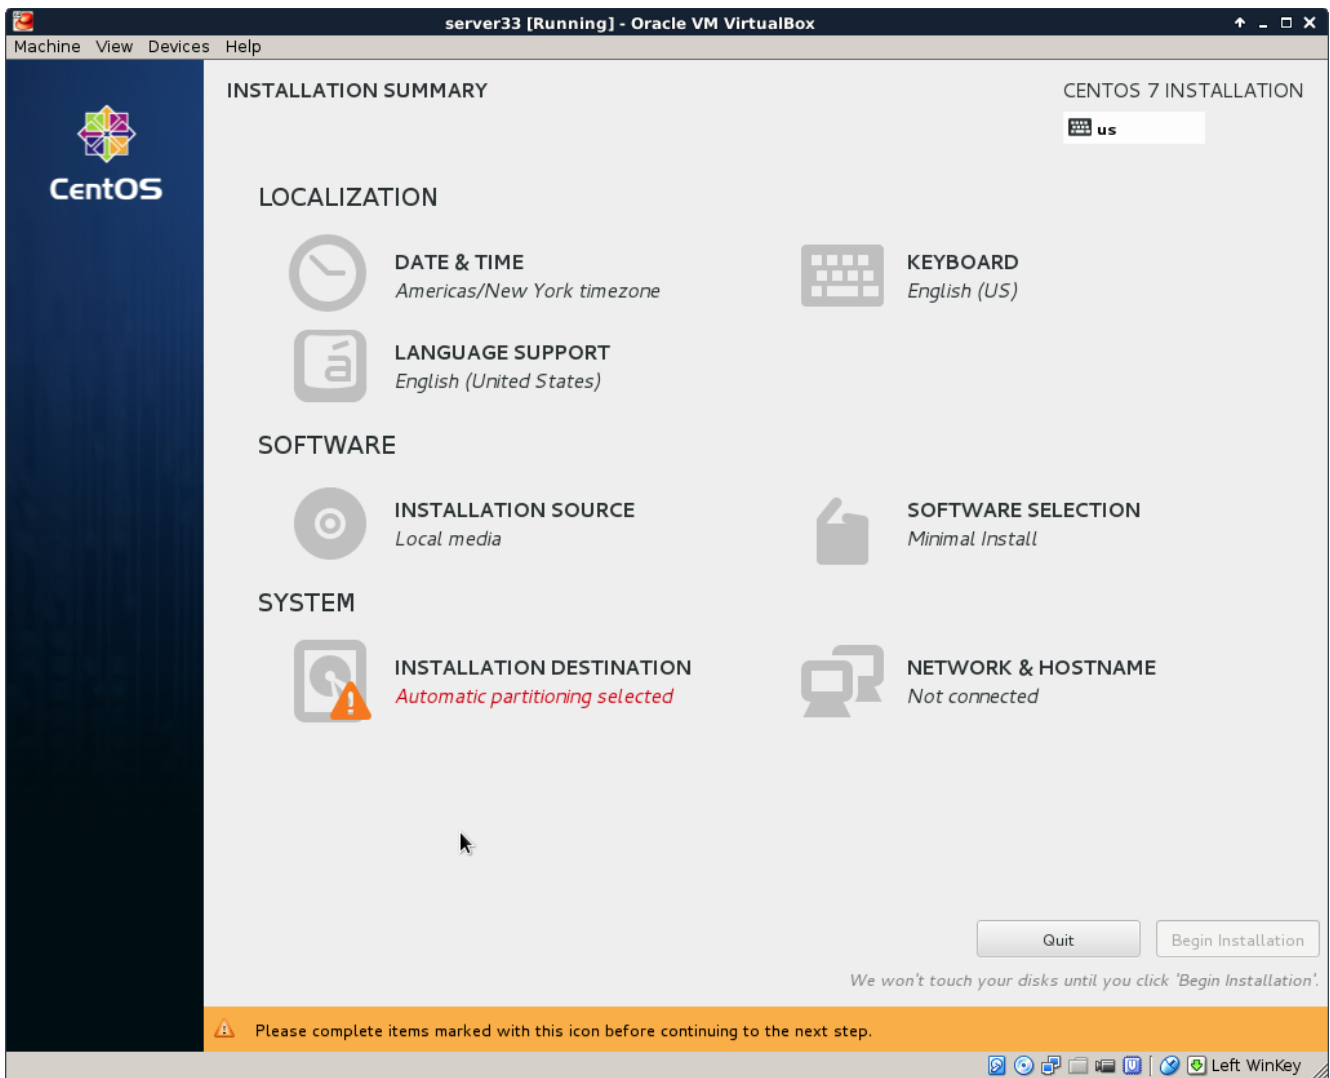 server33 [Running] - Oracle VM VirtualBox
Machine View Devices Help
INSTALLATION SUMMARY
CENTOS 7 INSTALLATION
us
CentOS
LOCALIZATION
DATE & TIME
Americas/New York timezone
KEYBOARD
English (US)
LANGUAGE SUPPORT
English (United States)
SOFTWARE
INSTALLATION SOURCE
Local media
SOFTWARE SELECTION
Minimal Install
SYSTEM
INSTALLATION DESTINATION
Automatic partitioning selected
NETWORK & HOSTNAME
Not connected
Quit
Begin Installation
We won't touch your disks until you click 'Begin Installation'.
Please complete items marked with this icon before continuing to the next step.
Left WinKey